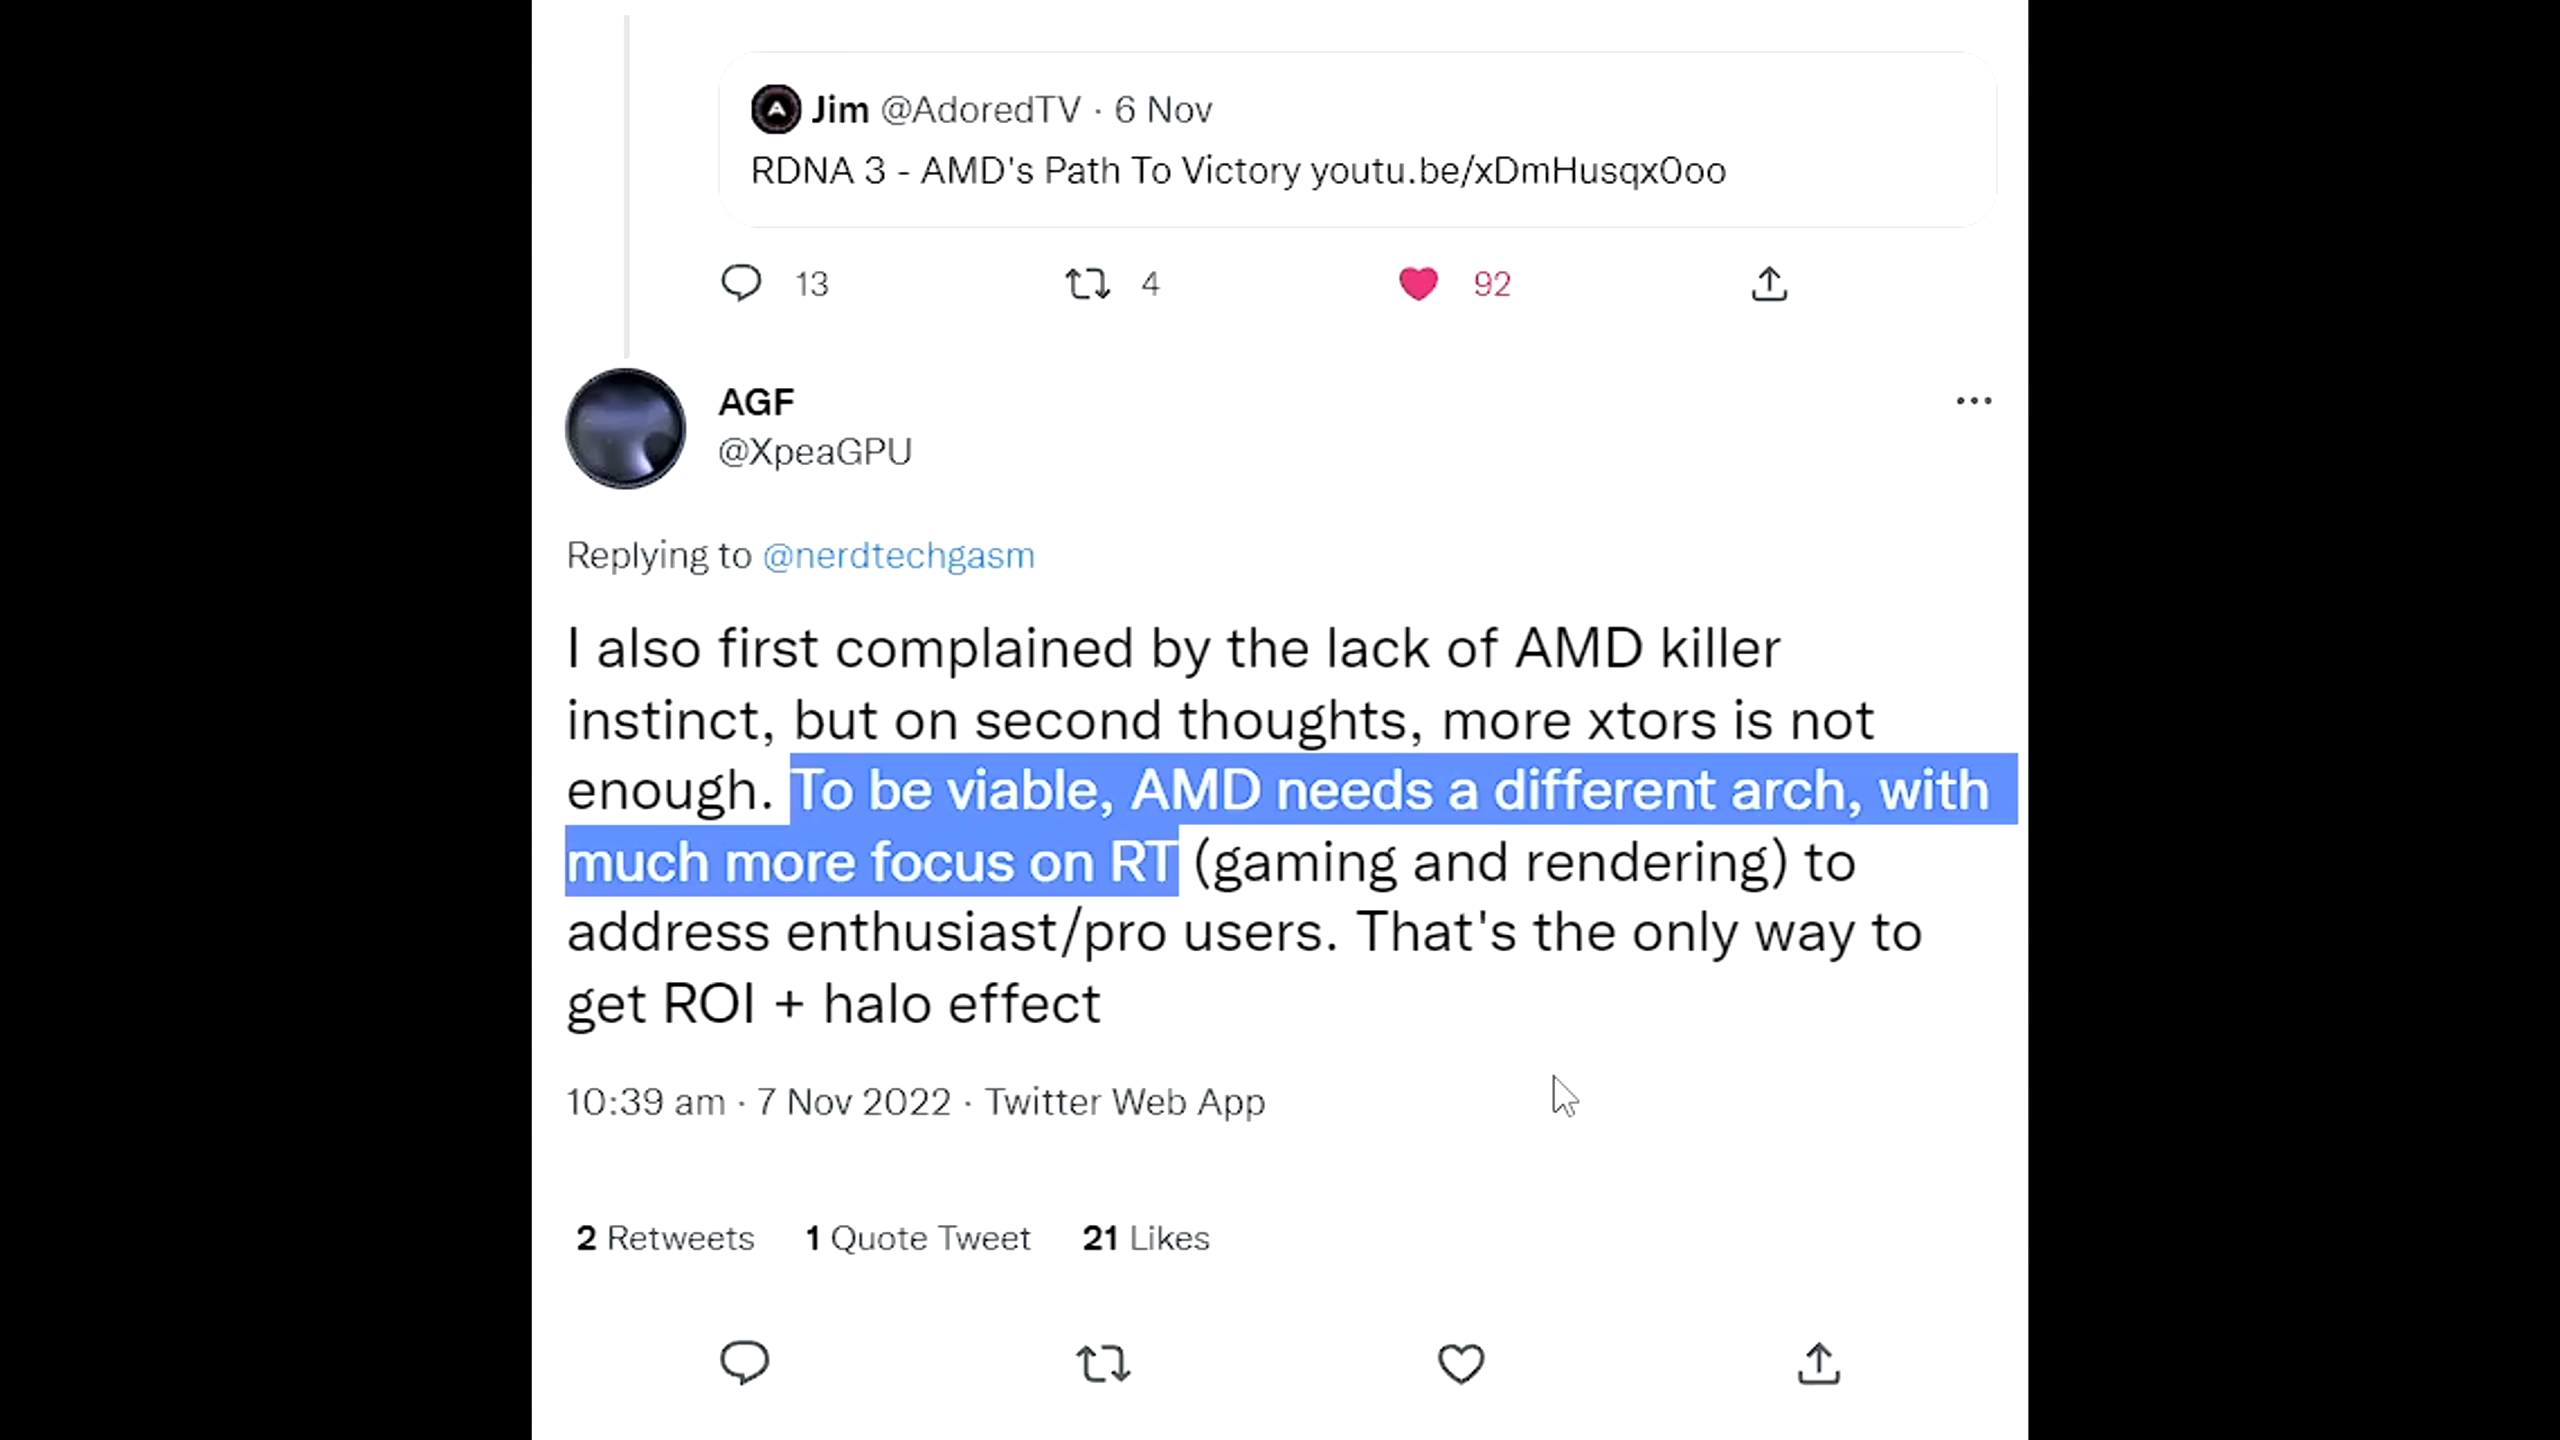 Jim @AdoredTV · 6 Nov
RDNA 3 - AMD's Path To Victory youtu.be/xDmHusqx0oo
13 4 92
AGF
@XpeaGPU
Replying to @nerdtechgasm
I also first complained by the lack of AMD killer
instinct, but on second thoughts, more xtors is not
enough. To be viable, AMD needs a different arch, with
much more focus on RT (gaming and rendering) to
address enthusiast/pro users. That's the only way to
get ROI + halo effect
10:39 am · 7 Nov 2022 · Twitter Web App
2 Retweets 1 Quote Tweet 21 Likes